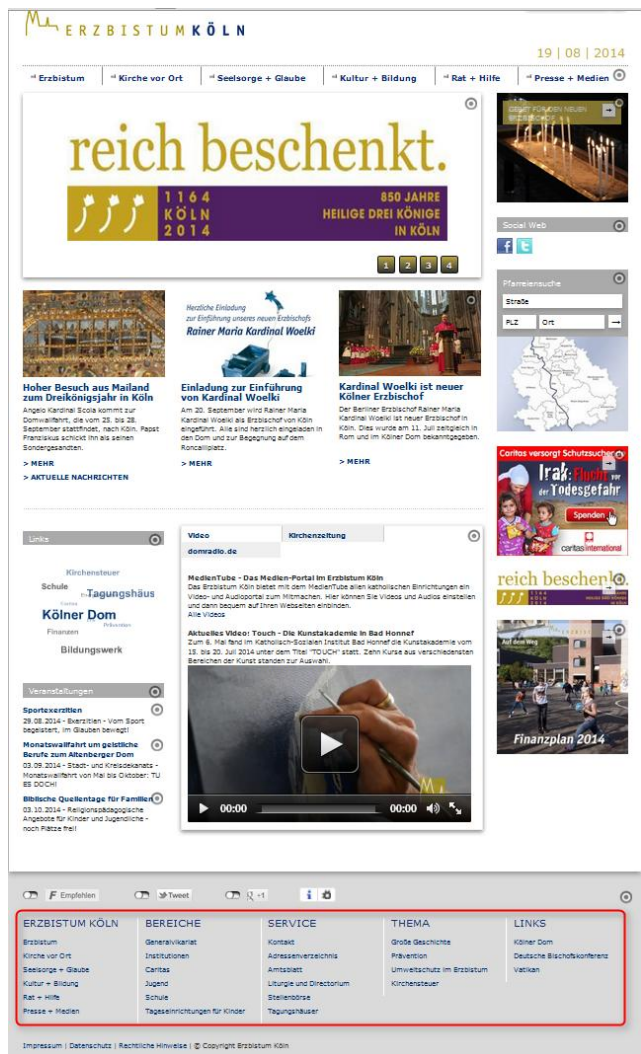 ERZBISTUMKÖLN
19 | 08 | 2014
Erzbistum
Kirche vor Ort
Seelsorge + Glaube
Kultur + Bildung
Rat + Hilfe
Presse + Medien
reich beschenkt.
1164
KÖLN
2014
850 JAHRE
HEILIGE DREI KÖNIGE
IN KÖLN
1 2 3 4
GEBET FÜR DEN NEUEN
ERZBISCHOF
Social Web
Pfarreiensuche
Straße
PLZ Ort
Hoher Besuch aus Mailand
zum Dreikönigsjahr in Köln
Angelo Kardinal Scola kommt zur
Domwallfahrt, die vom 25. bis 28.
September stattfindet, nach Köln. Papst
Franziskus schickt ihn als seinen
Sondergesandten.
> MEHR
> AKTUELLE NACHRICHTEN
Herzliche Einladung
zur Einführung unseres neuen Erzbischofs
Rainer Maria Kardinal Woelki
Einladung zur Einführung
von Kardinal Woelki
Am 20. September wird Rainer Maria
Kardinal Woelki als Erzbischof von Köln
eingeführt. Alle sind herzlich eingeladen in
den Dom und zur Begegnung auf dem
Roncalliplatz.
> MEHR
Kardinal Woelki ist neuer
Kölner Erzbischof
Der Berliner Erzbischof Rainer Maria
Kardinal Woelki ist neuer Erzbischof in
Köln. Dies wurde am 11. Juli zeitgleich in
Rom und im Kölner Dom bekanntgegeben.
> MEHR
Caritas versorgt Schutzsuchende
Irak: Flucht vor
der Todesgefahr
Spenden
caritas international
reich beschenkt.
Auf dem Weg
Finanzplan 2014
Links
Kirchensteuer
Schule
Tagungshäus
Caritas
Kölner Dom
Prävention
Finanzen
Bildungswerk
Veranstaltungen
Sportexerzitien
29.08.2014 - Exerzitien - Vom Sport
begeistert, im Glauben bewegt!
Monatswallfahrt um geistliche
Berufe zum Altenberger Dom
03.09.2014 - Stadt- und Kreisdekanats -
Monatswallfahrt von Mai bis Oktober: TU
ES DOCH!
Biblische Quellentage für Familien
03.10.2014 - Religionspädagogische
Angebote für Kinder und Jugendliche -
noch Plätze frei!
Video
Kirchenzeitung
domradio.de
MedienTube - Das Medien-Portal im Erzbistum Köln
Das Erzbistum Köln bietet mit dem MedienTube allen katholischen Einrichtungen ein
Video- und Audioportal zum Mitmachen. Hier können Sie Videos und Audios einstellen
und dann bequem auf Ihren Webseiten einbinden.
Alle Videos
Aktuelles Video: Touch - Die Kunstakademie in Bad Honnef
Zum 6. Mal fand im Katholisch-Sozialen Institut Bad Honnef die Kunstakademie vom
15. bis 20. Juli 2014 unter dem Titel "TOUCH" statt. Zehn Kurse aus verschiedensten
Bereichen der Kunst standen zur Auswahl.
00:00 00:00
Empfehlen
Tweet
+1
ERZBISTUM KÖLN
Erzbistum
Kirche vor Ort
Seelsorge + Glaube
Kultur + Bildung
Rat + Hilfe
Presse + Medien
BEREICHE
Generalvikariat
Institutionen
Caritas
Jugend
Schule
Tageseinrichtungen für Kinder
SERVICE
Kontakt
Adressenverzeichnis
Amtsblatt
Liturgie und Directorium
Stellenbörse
Tagungshäuser
THEMA
Große Geschichte
Prävention
Umweltschutz im Erzbistum
Kirchensteuer
LINKS
Kölner Dom
Deutsche Bischofskonferenz
Vatikan
Impressum | Datenschutz | Rechtliche Hinweise | © Copyright Erzbistum Köln